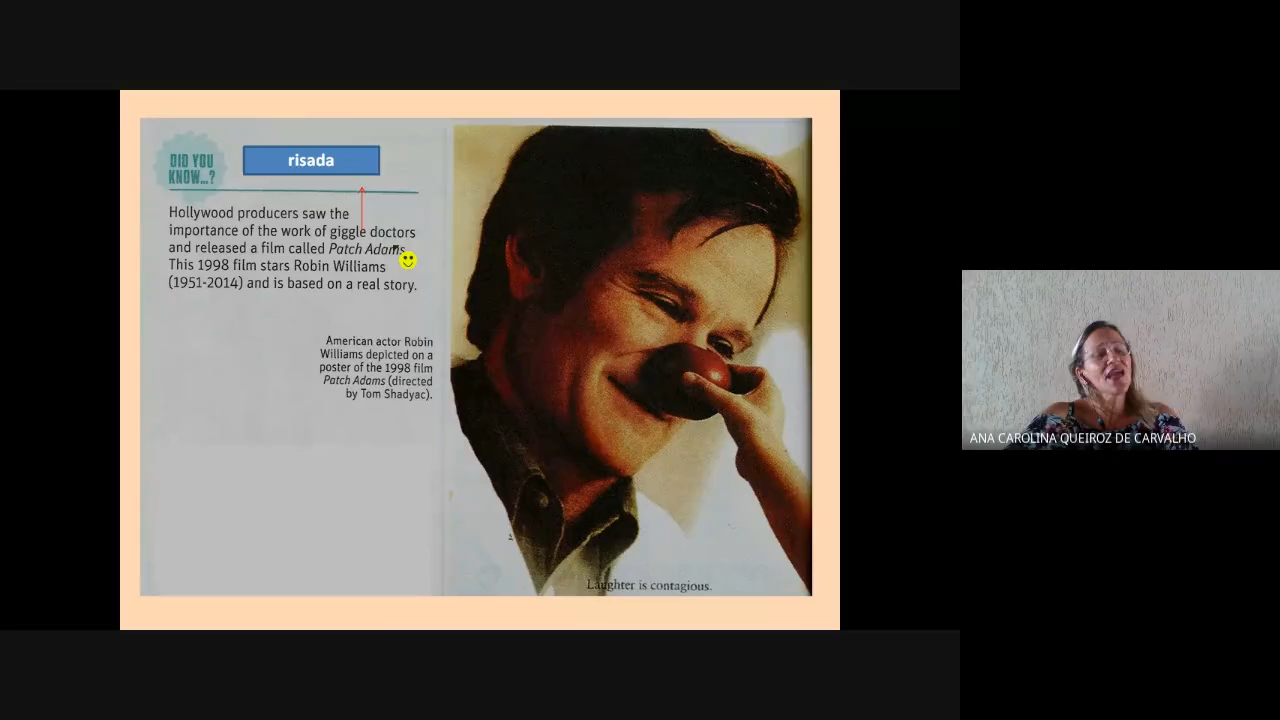 DID YOU
KNOW...?
risada
Hollywood producers saw the
importance of the work of giggle doctors
and released a film called Patch Adams.
This 1998 film stars Robin Williams
(1951-2014) and is based on a real story.
American actor Robin
Williams depicted on a
poster of the 1998 film
Patch Adams (directed
by Tom Shadyac).
Laughter is contagious.
ANA CAROLINA QUEIROZ DE CARVALHO